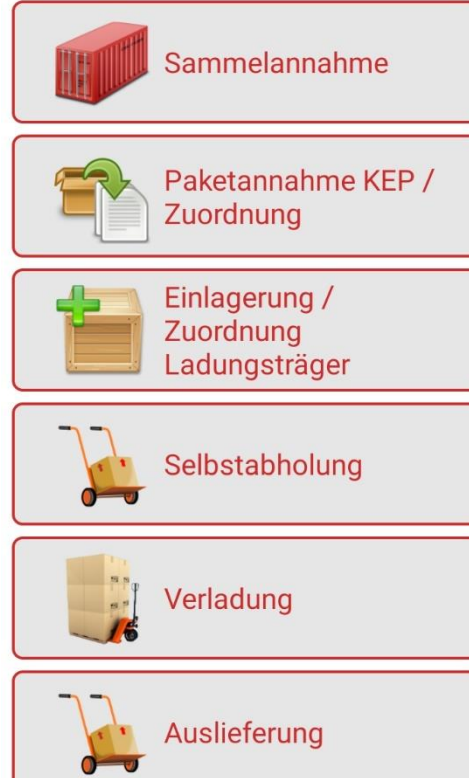 Sammelannahme
Paketannahme KEP /
Zuordnung
Einlagerung /
Zuordnung
Ladungsträger
Selbstabholung
Verladung
Auslieferung